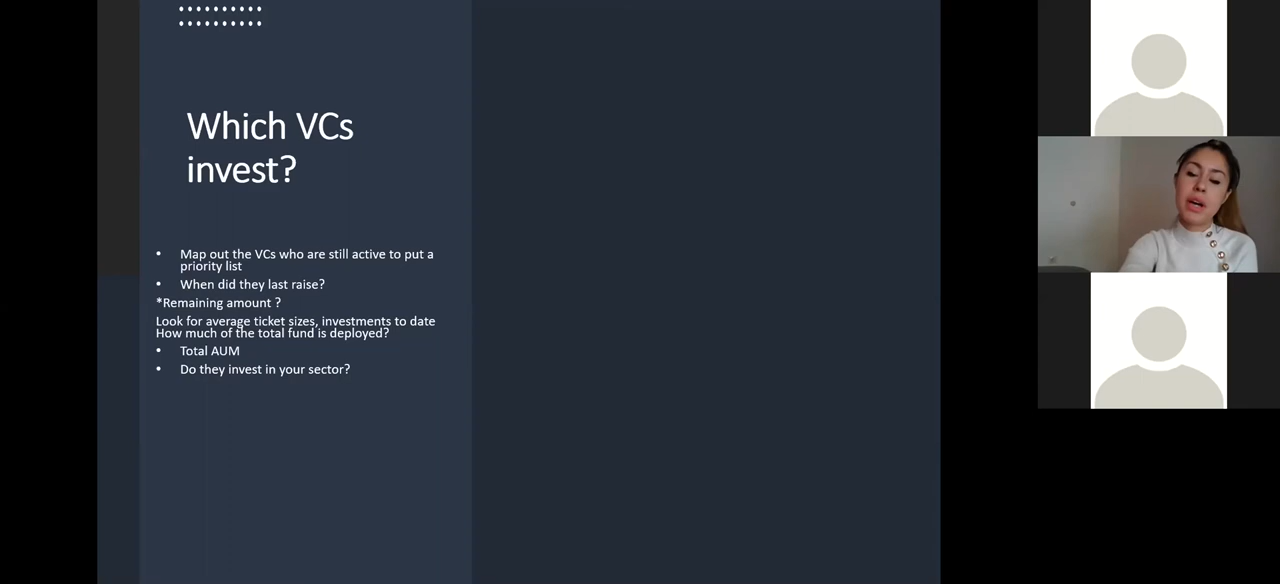 Which VCs
invest?
• Map out the VCs who are still active to put a
priority list
• When did they last raise?
*Remaining amount ?
Look for average ticket sizes, investments to date
How much of the total fund is deployed?
• Total AUM
• Do they invest in your sector?